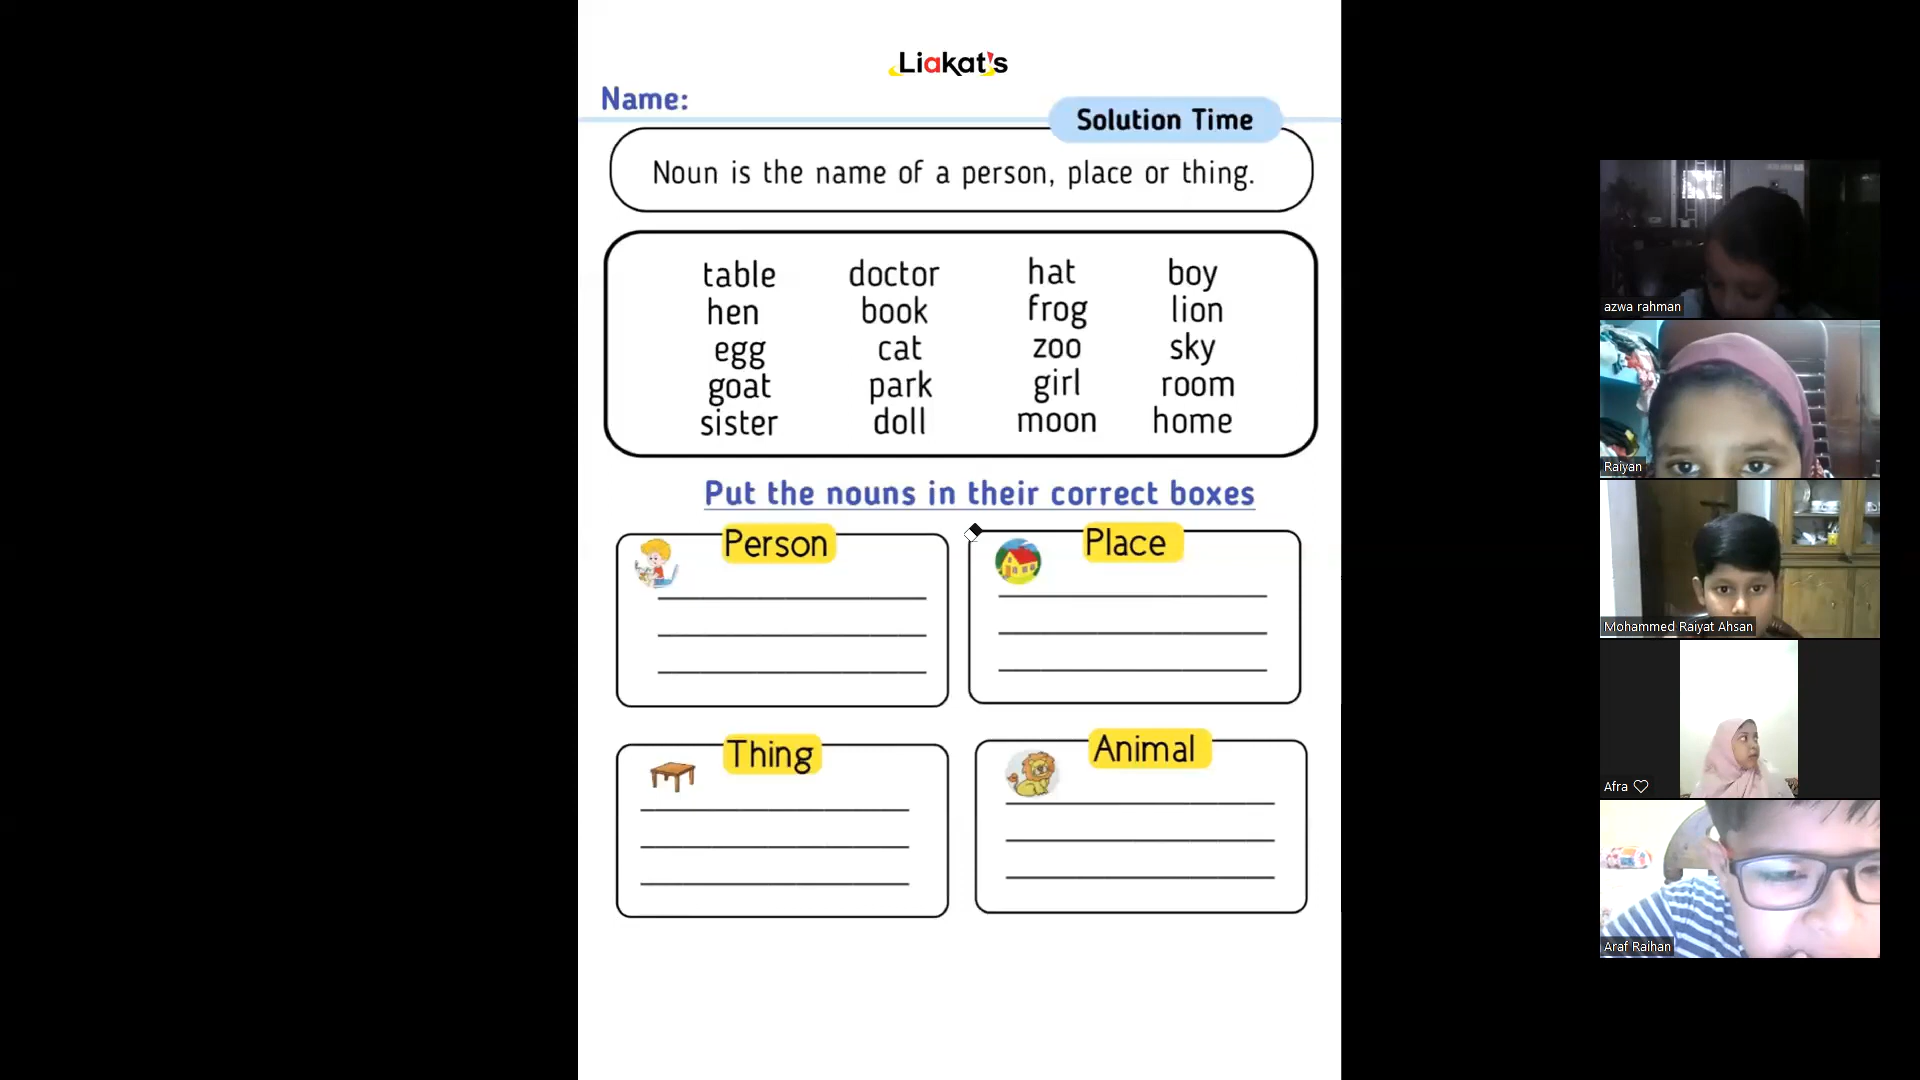 Liakat's
Name:
Solution Time
Noun is the name of a person, place or thing.
table doctor hat boy
hen book frog lion
egg cat zoo sky
goat park girl room
sister doll moon home
Put the nouns in their correct boxes
Person
Place
Thing
Animal
azwa rahman
Raiyan
Mohammed Raiyat Ahsan
Afra ♡
Araf Raihan